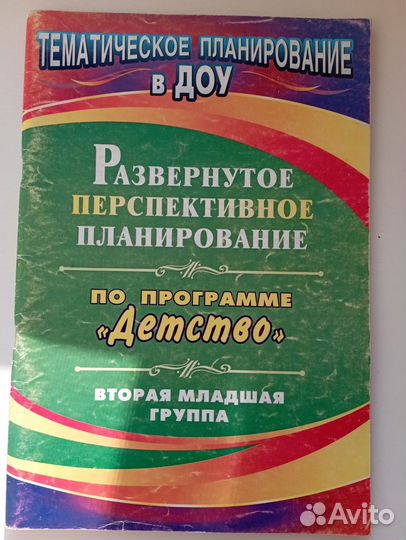 ТЕМАТИЧЕСКОЕ ПЛАНИРОВАНИЕ
В ДОУ
РАЗВЕРНУТОЕ
ПЕРСПЕКТИВНОЕ
ПЛАНИРОВАНИЕ
ПО ПРОГРАММЕ
«Детство»
ВТОРАЯ МЛАДШАЯ
ГРУППА
Avito